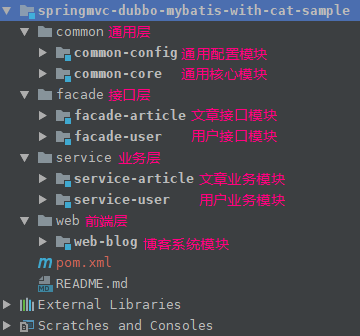 springmvc-dubbo-mybatis-with-cat-sample
common 通用层
common-config 通用配置模块
common-core 通用核心模块
facade 接口层
facade-article 文章接口模块
facade-user 用户接口模块
service 业务层
service-article 文章业务模块
service-user 用户业务模块
web 前端层
web-blog 博客系统模块
pom.xml
README.md
External Libraries
Scratches and Consoles